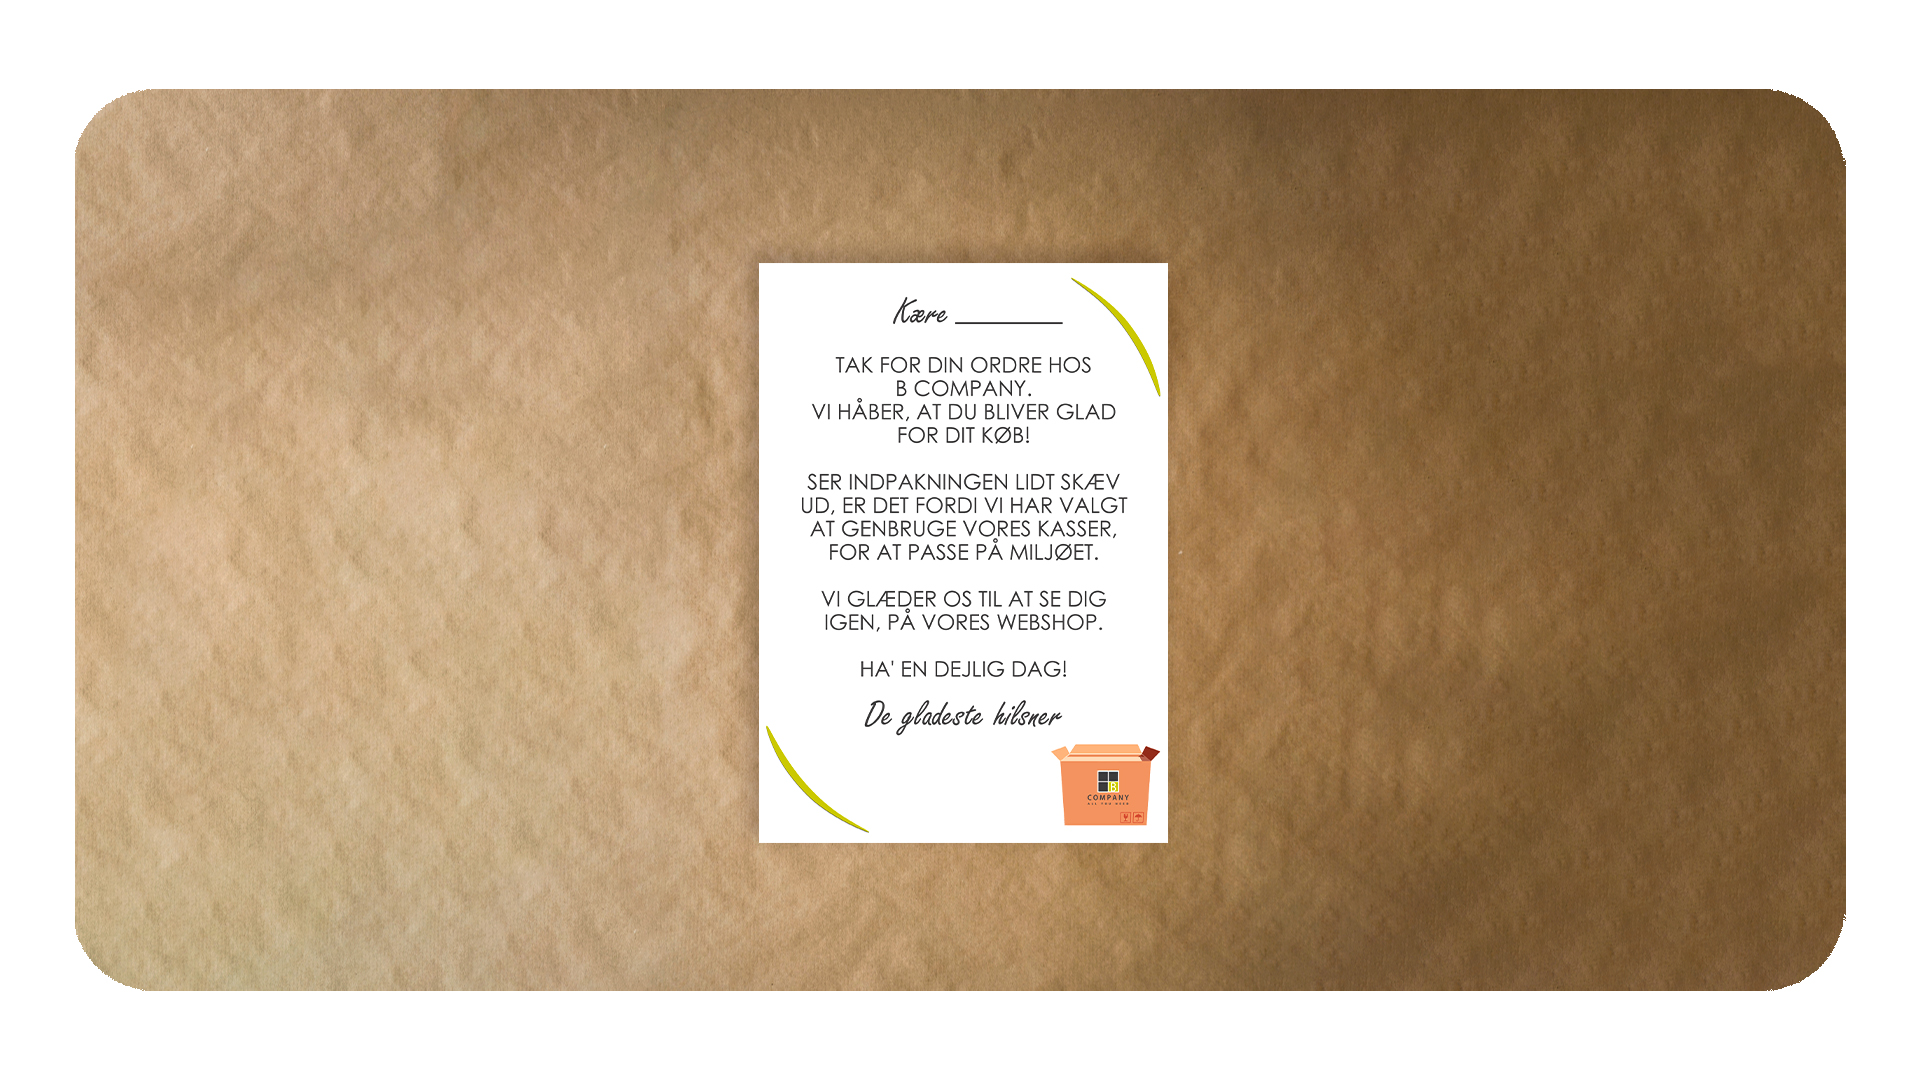 Kære _________
TAK FOR DIN ORDRE HOS
B COMPANY.
VI HÅBER, AT DU BLIVER GLAD
FOR DIT KØB!
SER INDPAKNINGEN LIDT SKÆV
UD, ER DET FORDI VI HAR VALGT
AT GENBRUGE VORES KASSER,
FOR AT PASSE PÅ MILJØET.
VI GLÆDER OS TIL AT SE DIG
IGEN, PÅ VORES WEBSHOP.
HA' EN DEJLIG DAG!
De gladeste hilsner
B
COMPANY